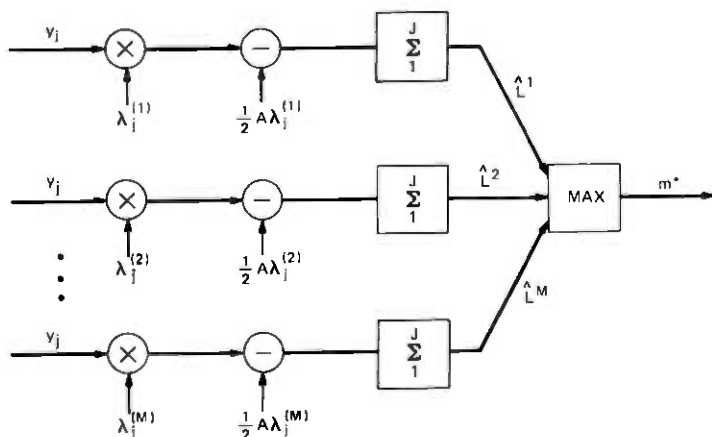 y_j
λ_j^(1)
½ Aλ_j^(1)
J
Σ
1
L̂^1
y_j
λ_j^(2)
½ Aλ_j^(2)
J
Σ
1
L̂^2
MAX
m*
y_j
λ_j^(M)
½ Aλ_j^(M)
J
Σ
1
L̂^M